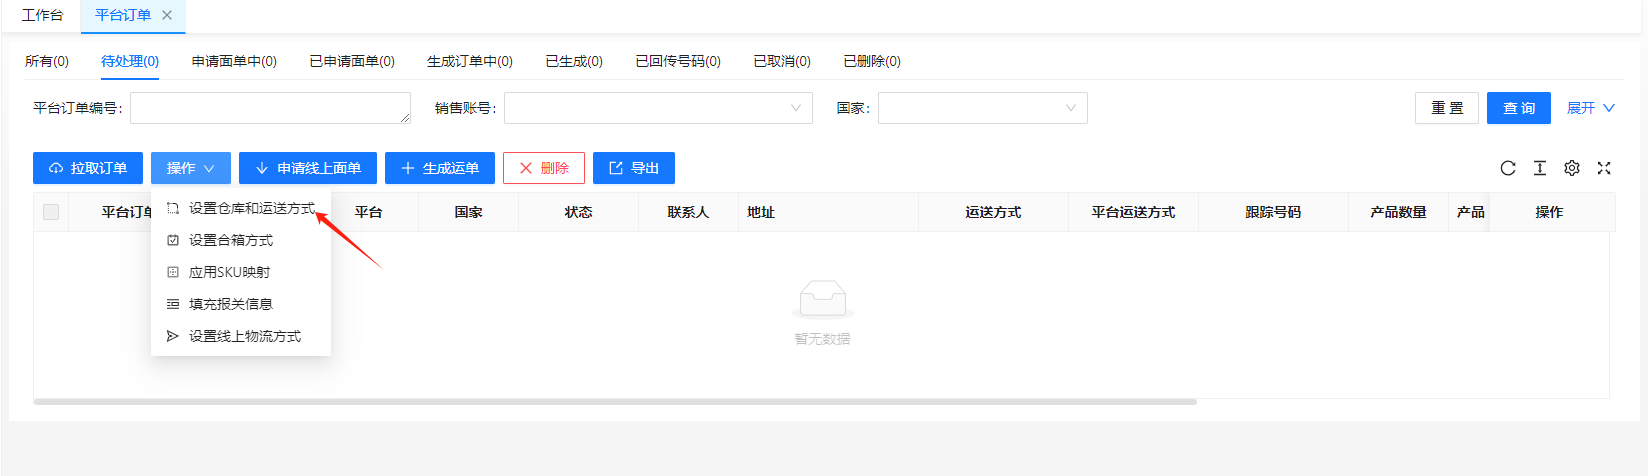 工作台 平台订单
所有(0) 待处理(0) 申请面单中(0) 已申请面单(0) 生成订单中(0) 已生成(0) 已回传号码(0) 已取消(0) 已删除(0)
平台订单编号: 销售账号: 国家: 重置 查询 展开
拉取订单 操作 申请线上面单 生成运单 删除 导出
平台订单 平台 国家 状态 联系人 地址 运送方式 平台运送方式 跟踪号码 产品数量 产品 操作
设置仓库和运送方式
设置合箱方式
应用SKU映射
填充报关信息
设置线上物流方式
暂无数据